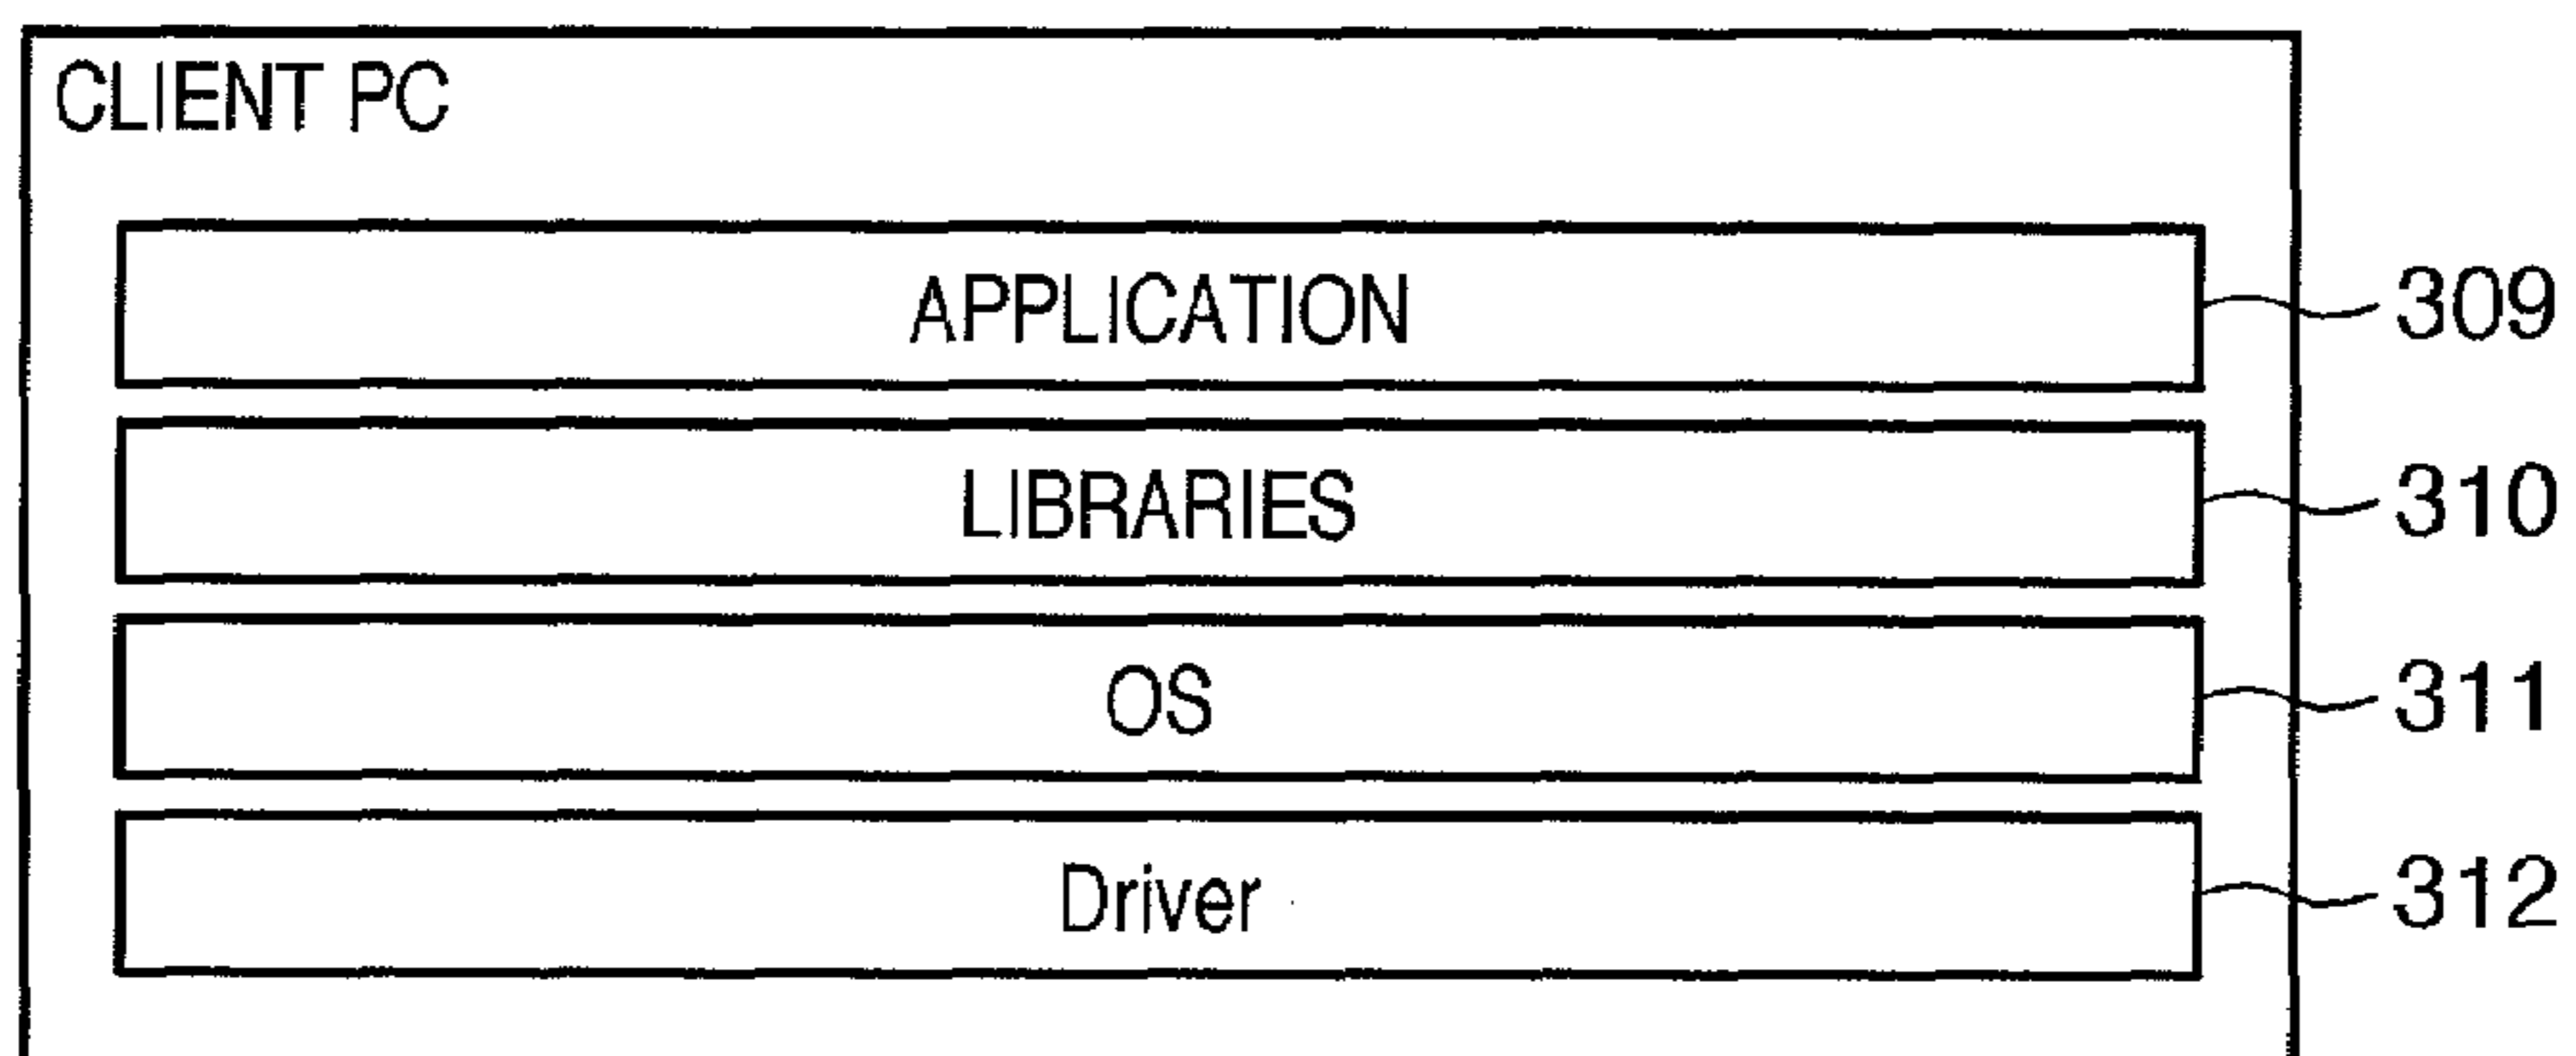 CLIENT PC
APPLICATION 309
LIBRARIES 310
OS 311
Driver 312